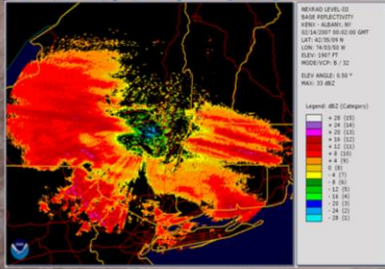 NEXRAD LEVEL-III
BASE REFLECTIVITY
KENX - ALBANY, NY
02/14/2007 00:02:06 GMT
LAT: 42/35/09 N
LON: 74/03/50 W
ELEV: 1907 FT
MODE/VCP: B / 32
ELEV ANGLE: 0.50 °
MAX: 33 dBZ
Legend: dBZ (Category)
+ 28 (15)
+ 24 (14)
+ 20 (13)
+ 16 (12)
+ 12 (11)
+ 8 (10)
+ 4 (9)
0 (8)
- 4 (7)
- 8 (6)
- 12 (5)
- 16 (4)
- 20 (3)
- 24 (2)
- 28 (1)